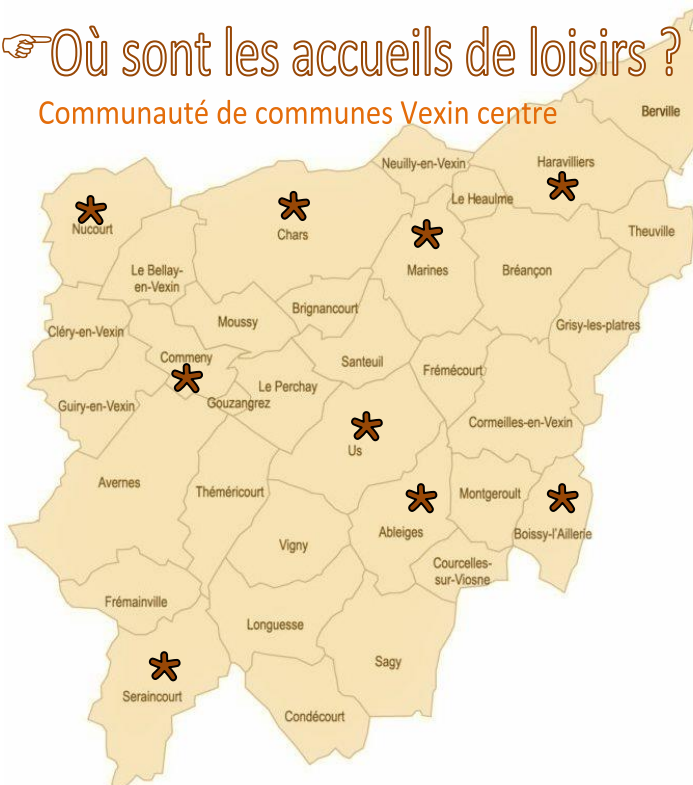 ☞Où sont les accueils de loisirs ?
Communauté de communes Vexin centre
Berville
Neuilly-en-Vexin
Haravilliers
Le Heaulme
Nucourt
Chars
Theuville
Le Bellay-
en-Vexin
Marines
Bréançon
Brignancourt
Moussy
Cléry-en-Vexin
Grisy-les-platres
Commeny
Santeuil
Frémécourt
Le Perchay
Guiry-en-Vexin
Gouzangrez
Cormeilles-en-Vexin
Us
Avernes
Théméricourt
Montgeroult
Ableiges
Boissy-l'Aillerie
Vigny
Courcelles-
sur-Viosne
Frémainville
Longuesse
Sagy
Seraincourt
Condécourt